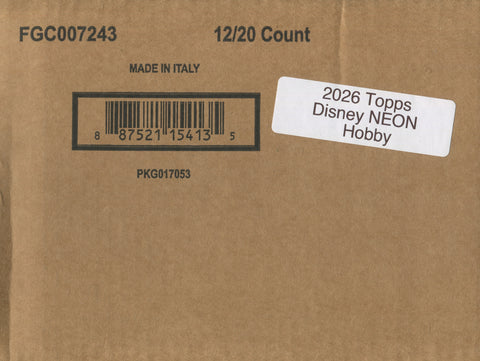 FGC007243 12/20 Count
MADE IN ITALY
8 87521 15413 5
PKG017053
2026 Topps
Disney NEON
Hobby